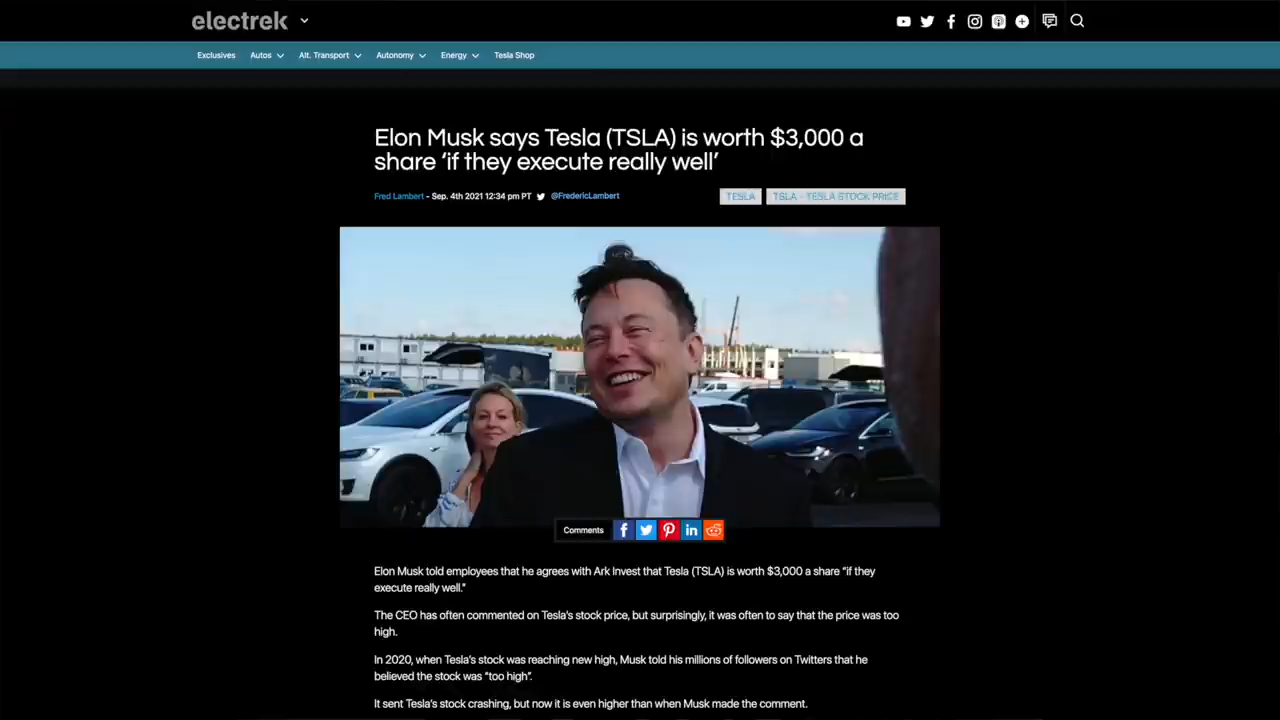 electrek
Exclusives Autos Alt. Transport Autonomy Energy Tesla Shop
Elon Musk says Tesla (TSLA) is worth $3,000 a
share ‘if they execute really well’
Fred Lambert - Sep. 4th 2021 12:34 pm PT @FredericLambert TESLA TSLA - TESLA STOCK PRICE
Comments
Elon Musk told employees that he agrees with Ark Invest that Tesla (TSLA) is worth $3,000 a share “if they
execute really well.”
The CEO has often commented on Tesla’s stock price, but surprisingly, it was often to say that the price was too
high.
In 2020, when Tesla’s stock was reaching new high, Musk told his millions of followers on Twitters that he
believed the stock was “too high”.
It sent Tesla’s stock crashing, but now it is even higher than when Musk made the comment.